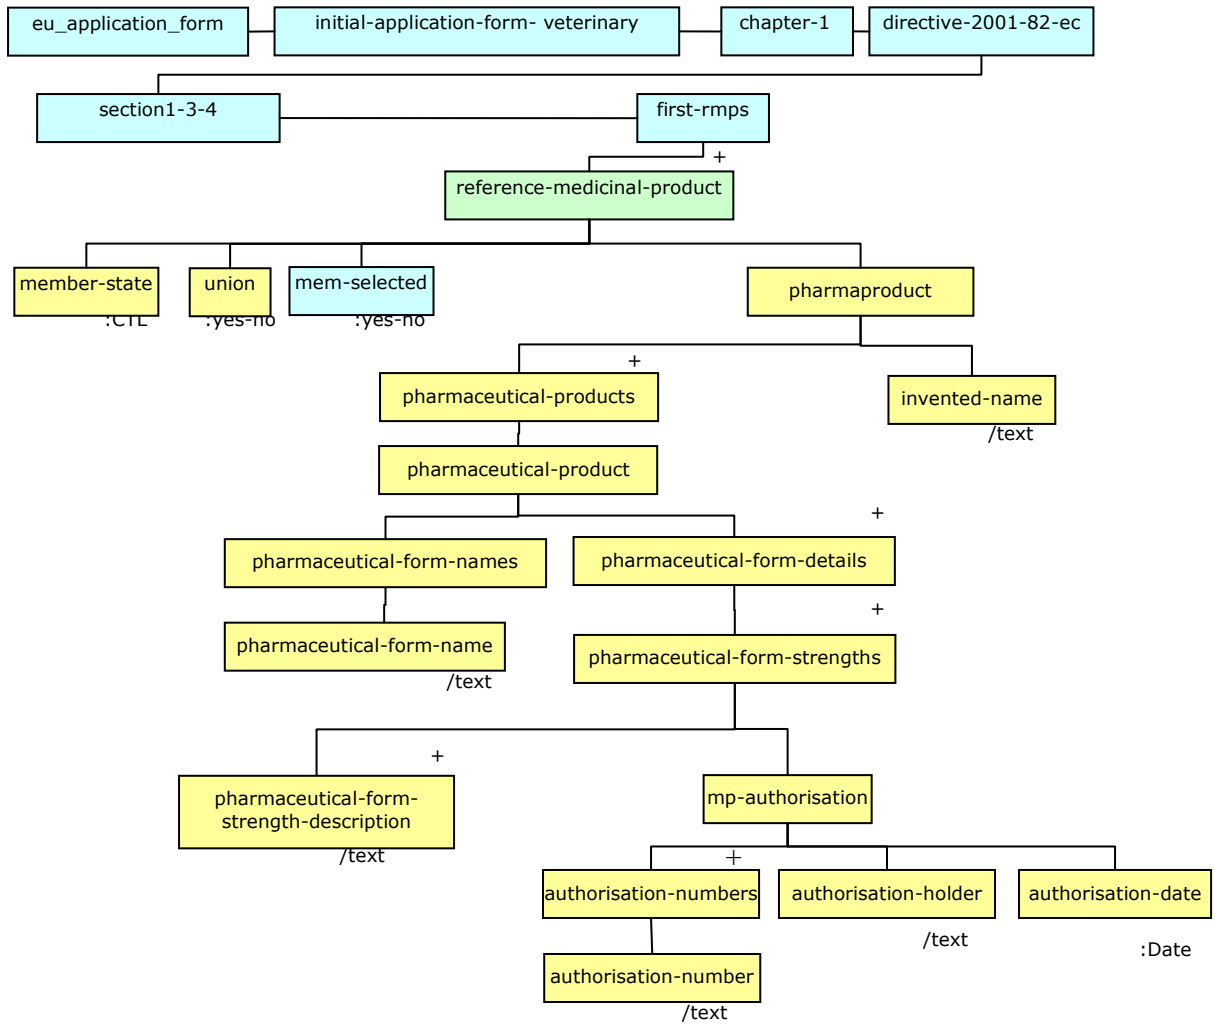 eu_application_form
initial-application-form- veterinary
chapter-1
directive-2001-82-ec
section1-3-4
first-rmps
+
reference-medicinal-product
member-state
:CTL
union
:yes-no
mem-selected
:yes-no
pharmaproduct
+
pharmaceutical-products
invented-name
/text
pharmaceutical-product
+
pharmaceutical-form-names
pharmaceutical-form-details
+
pharmaceutical-form-name
/text
pharmaceutical-form-strengths
+
pharmaceutical-form-
strength-description
/text
mp-authorisation
+
authorisation-numbers
authorisation-holder
/text
authorisation-date
:Date
authorisation-number
/text